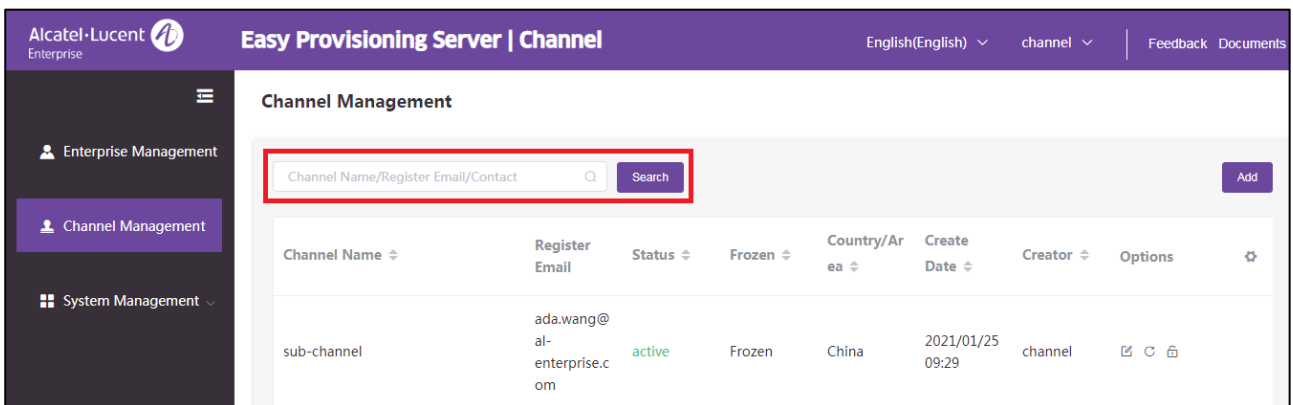 Alcatel·Lucent
Enterprise
Easy Provisioning Server | Channel
English(English)
channel
Feedback Documents
Channel Management
Enterprise Management
Channel Management
System Management
Channel Name/Register Email/Contact
Search
Add
Channel Name
Register
Email
Status
Frozen
Country/Ar
ea
Create
Date
Creator
Options
sub-channel
ada.wang@
al-
enterprise.c
om
active
Frozen
China
2021/01/25
09:29
channel